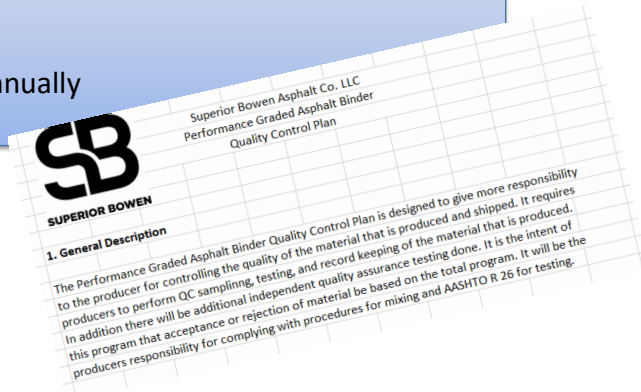 nually
Superior Bowen Asphalt Co. LLC
Performance Graded Asphalt Binder
Quality Control Plan
SB
SUPERIOR BOWEN
1. General Description
The Performance Graded Asphalt Binder Quality Control Plan is designed to give more responsibility
to the producer for controlling the quality of the material that is produced and shipped. It requires
producers to perform QC samplinng, testing, and record keeping of the material that is produced.
In addition there will be additional independent quality assurance testing done. It is the intent of
this program that acceptance or rejection of material be based on the total program. It will be the
producers responsibility for complying with procedures for mixing and AASHTO R 26 for testing.